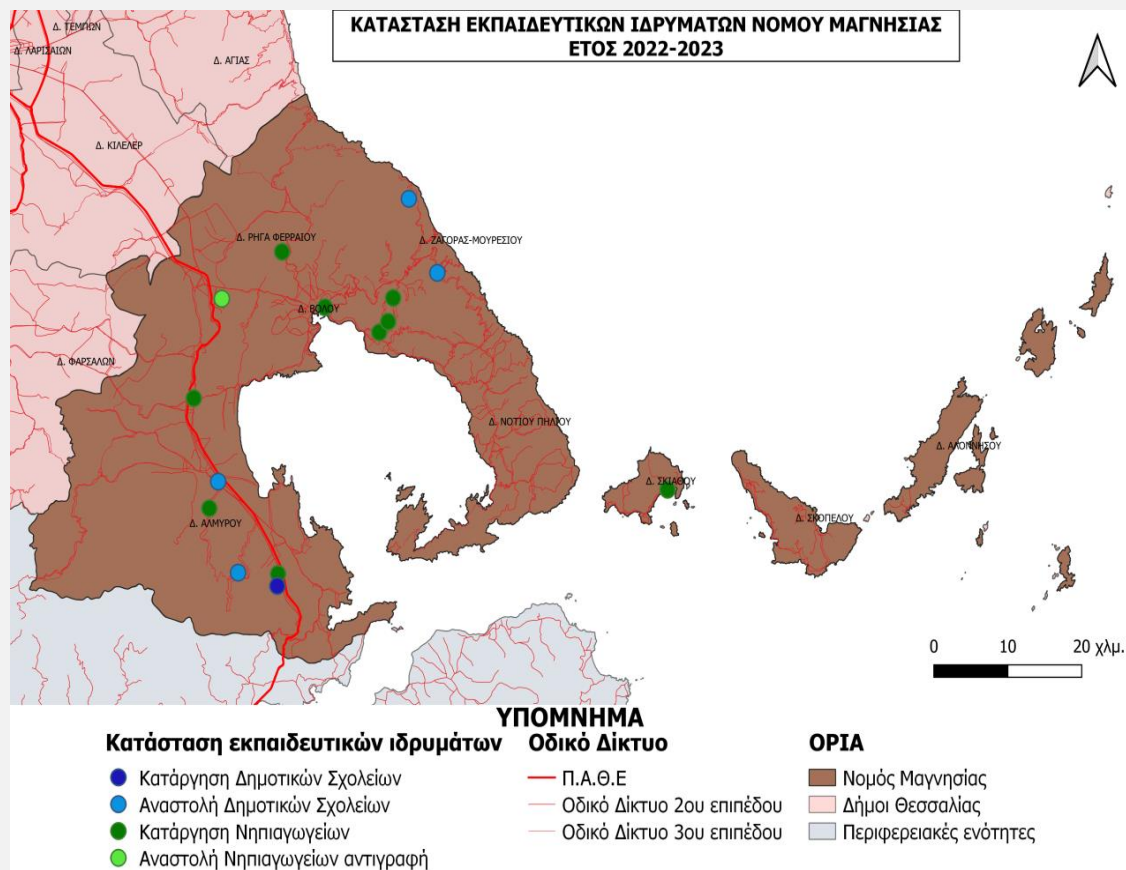 ΚΑΤΑΣΤΑΣΗ ΕΚΠΑΙΔΕΥΤΙΚΩΝ ΙΔΡΥΜΑΤΩΝ ΝΟΜΟΥ ΜΑΓΝΗΣΙΑΣ
ΕΤΟΣ 2022-2023
Δ. ΤΕΜΠΩΝ
Δ. ΛΑΡΙΣΑΙΩΝ
Δ. ΑΓΙΑΣ
Δ. ΚΙΛΕΛΕΡ
Δ. ΡΗΓΑ ΦΕΡΡΑΙΟΥ
Δ. ΖΑΓΟΡΑΣ-ΜΟΥΡΕΣΙΟΥ
Δ. ΒΟΛΟΥ
Δ. ΦΑΡΣΑΛΩΝ
Δ. ΝΟΤΙΟΥ ΠΗΛΙΟΥ
Δ. ΑΛΟΝΝΗΣΟΥ
Δ. ΣΚΙΑΘΟΥ
Δ. ΣΚΟΠΕΛΟΥ
Δ. ΑΛΜΥΡΟΥ
0 10 20 χλμ.
ΥΠΟΜΝΗΜΑ
Κατάσταση εκπαιδευτικών ιδρυμάτων
Κατάργηση Δημοτικών Σχολείων
Αναστολή Δημοτικών Σχολείων
Κατάργηση Νηπιαγωγείων
Αναστολή Νηπιαγωγείων αντιγραφή
Οδικό Δίκτυο
Π.Α.Θ.Ε
Οδικό Δίκτυο 2ου επιπέδου
Οδικό Δίκτυο 3ου επιπέδου
ΟΡΙΑ
Νομός Μαγνησίας
Δήμοι Θεσσαλίας
Περιφερειακές ενότητες